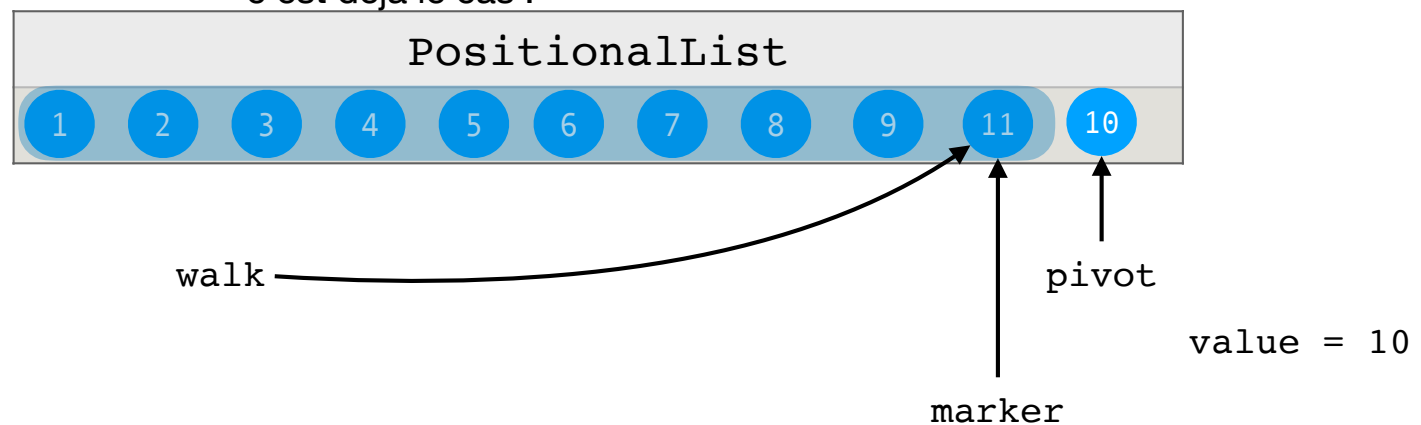 PositionalList
1 2 3 4 5 6 7 8 9 11 10
walk
pivot
value = 10
marker